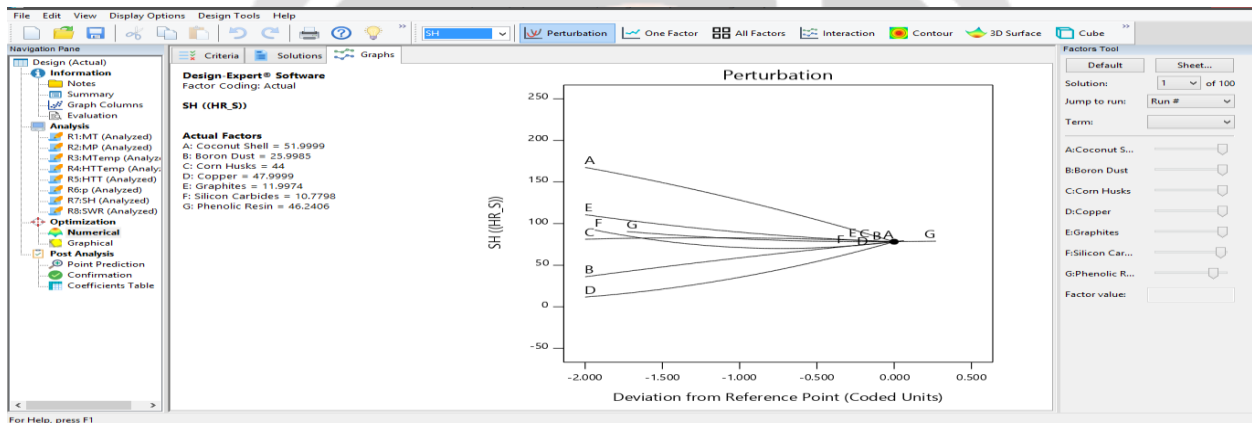 File Edit View Display Options Design Tools Help
SH Perturbation One Factor All Factors Interaction Contour 3D Surface Cube
Navigation Pane
Design (Actual)
Information
Notes
Summary
Graph Columns
Evaluation
Analysis
R1:MT (Analyzed)
R2:MP (Analyzed)
R3:MTemp (Analyz
R4:HTTemp (Analy:
R5:HTT (Analyzed)
R6:p (Analyzed)
R7:SH (Analyzed)
R8:SWR (Analyzed)
Optimization
Numerical
Graphical
Post Analysis
Point Prediction
Confirmation
Coefficients Table
Criteria Solutions Graphs
Design-Expert® Software
Factor Coding: Actual
SH ((HR_S))
Actual Factors
A: Coconut Shell = 51.9999
B: Boron Dust = 25.9985
C: Corn Husks = 44
D: Copper = 47.9999
E: Graphites = 11.9974
F: Silicon Carbides = 10.7798
G: Phenolic Resin = 46.2406
Perturbation
SH ((HR_S))
250
200
150
100
50
0
-50
A
E
F
G
C
B
D
F E C B A
D
G
-2.000 -1.500 -1.000 -0.500 0.000 0.500
Deviation from Reference Point (Coded Units)
Factors Tool
Default Sheet...
Solution: 1 of 100
Jump to run: Run #
Term:
A:Coconut S...
B:Boron Dust
C:Corn Husks
D:Copper
E:Graphites
F:Silicon Car...
G:Phenolic R...
Factor value:
For Help, press F1